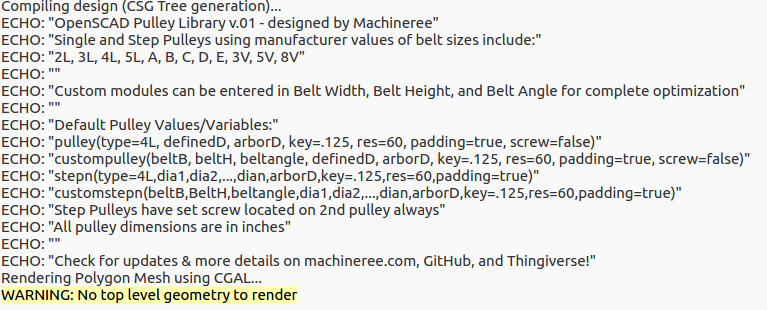 Compiling design (CSG Tree generation)...
ECHO: "OpenSCAD Pulley Library v.01 - designed by Machineree"
ECHO: "Single and Step Pulleys using manufacturer values of belt sizes include:"
ECHO: "2L, 3L, 4L, 5L, A, B, C, D, E, 3V, 5V, 8V"
ECHO: ""
ECHO: "Custom modules can be entered in Belt Width, Belt Height, and Belt Angle for complete optimization"
ECHO: ""
ECHO: "Default Pulley Values/Variables:"
ECHO: "pulley(type=4L, definedD, arborD, key=.125, res=60, padding=true, screw=false)"
ECHO: "custompulley(beltB, beltH, beltangle, definedD, arborD, key=.125, res=60, padding=true, screw=false)"
ECHO: "stepn(type=4L,dia1,dia2,...,dian,arborD,key=.125,res=60,padding=true)"
ECHO: "customstepn(beltB,BeltH,beltangle,dia1,dia2,...,dian,arborD,key=.125,res=60,padding=true)"
ECHO: "Step Pulleys have set screw located on 2nd pulley always"
ECHO: "All pulley dimensions are in inches"
ECHO: ""
ECHO: "Check for updates & more details on machineree.com, GitHub, and Thingiverse!"
Rendering Polygon Mesh using CGAL...
WARNING: No top level geometry to render